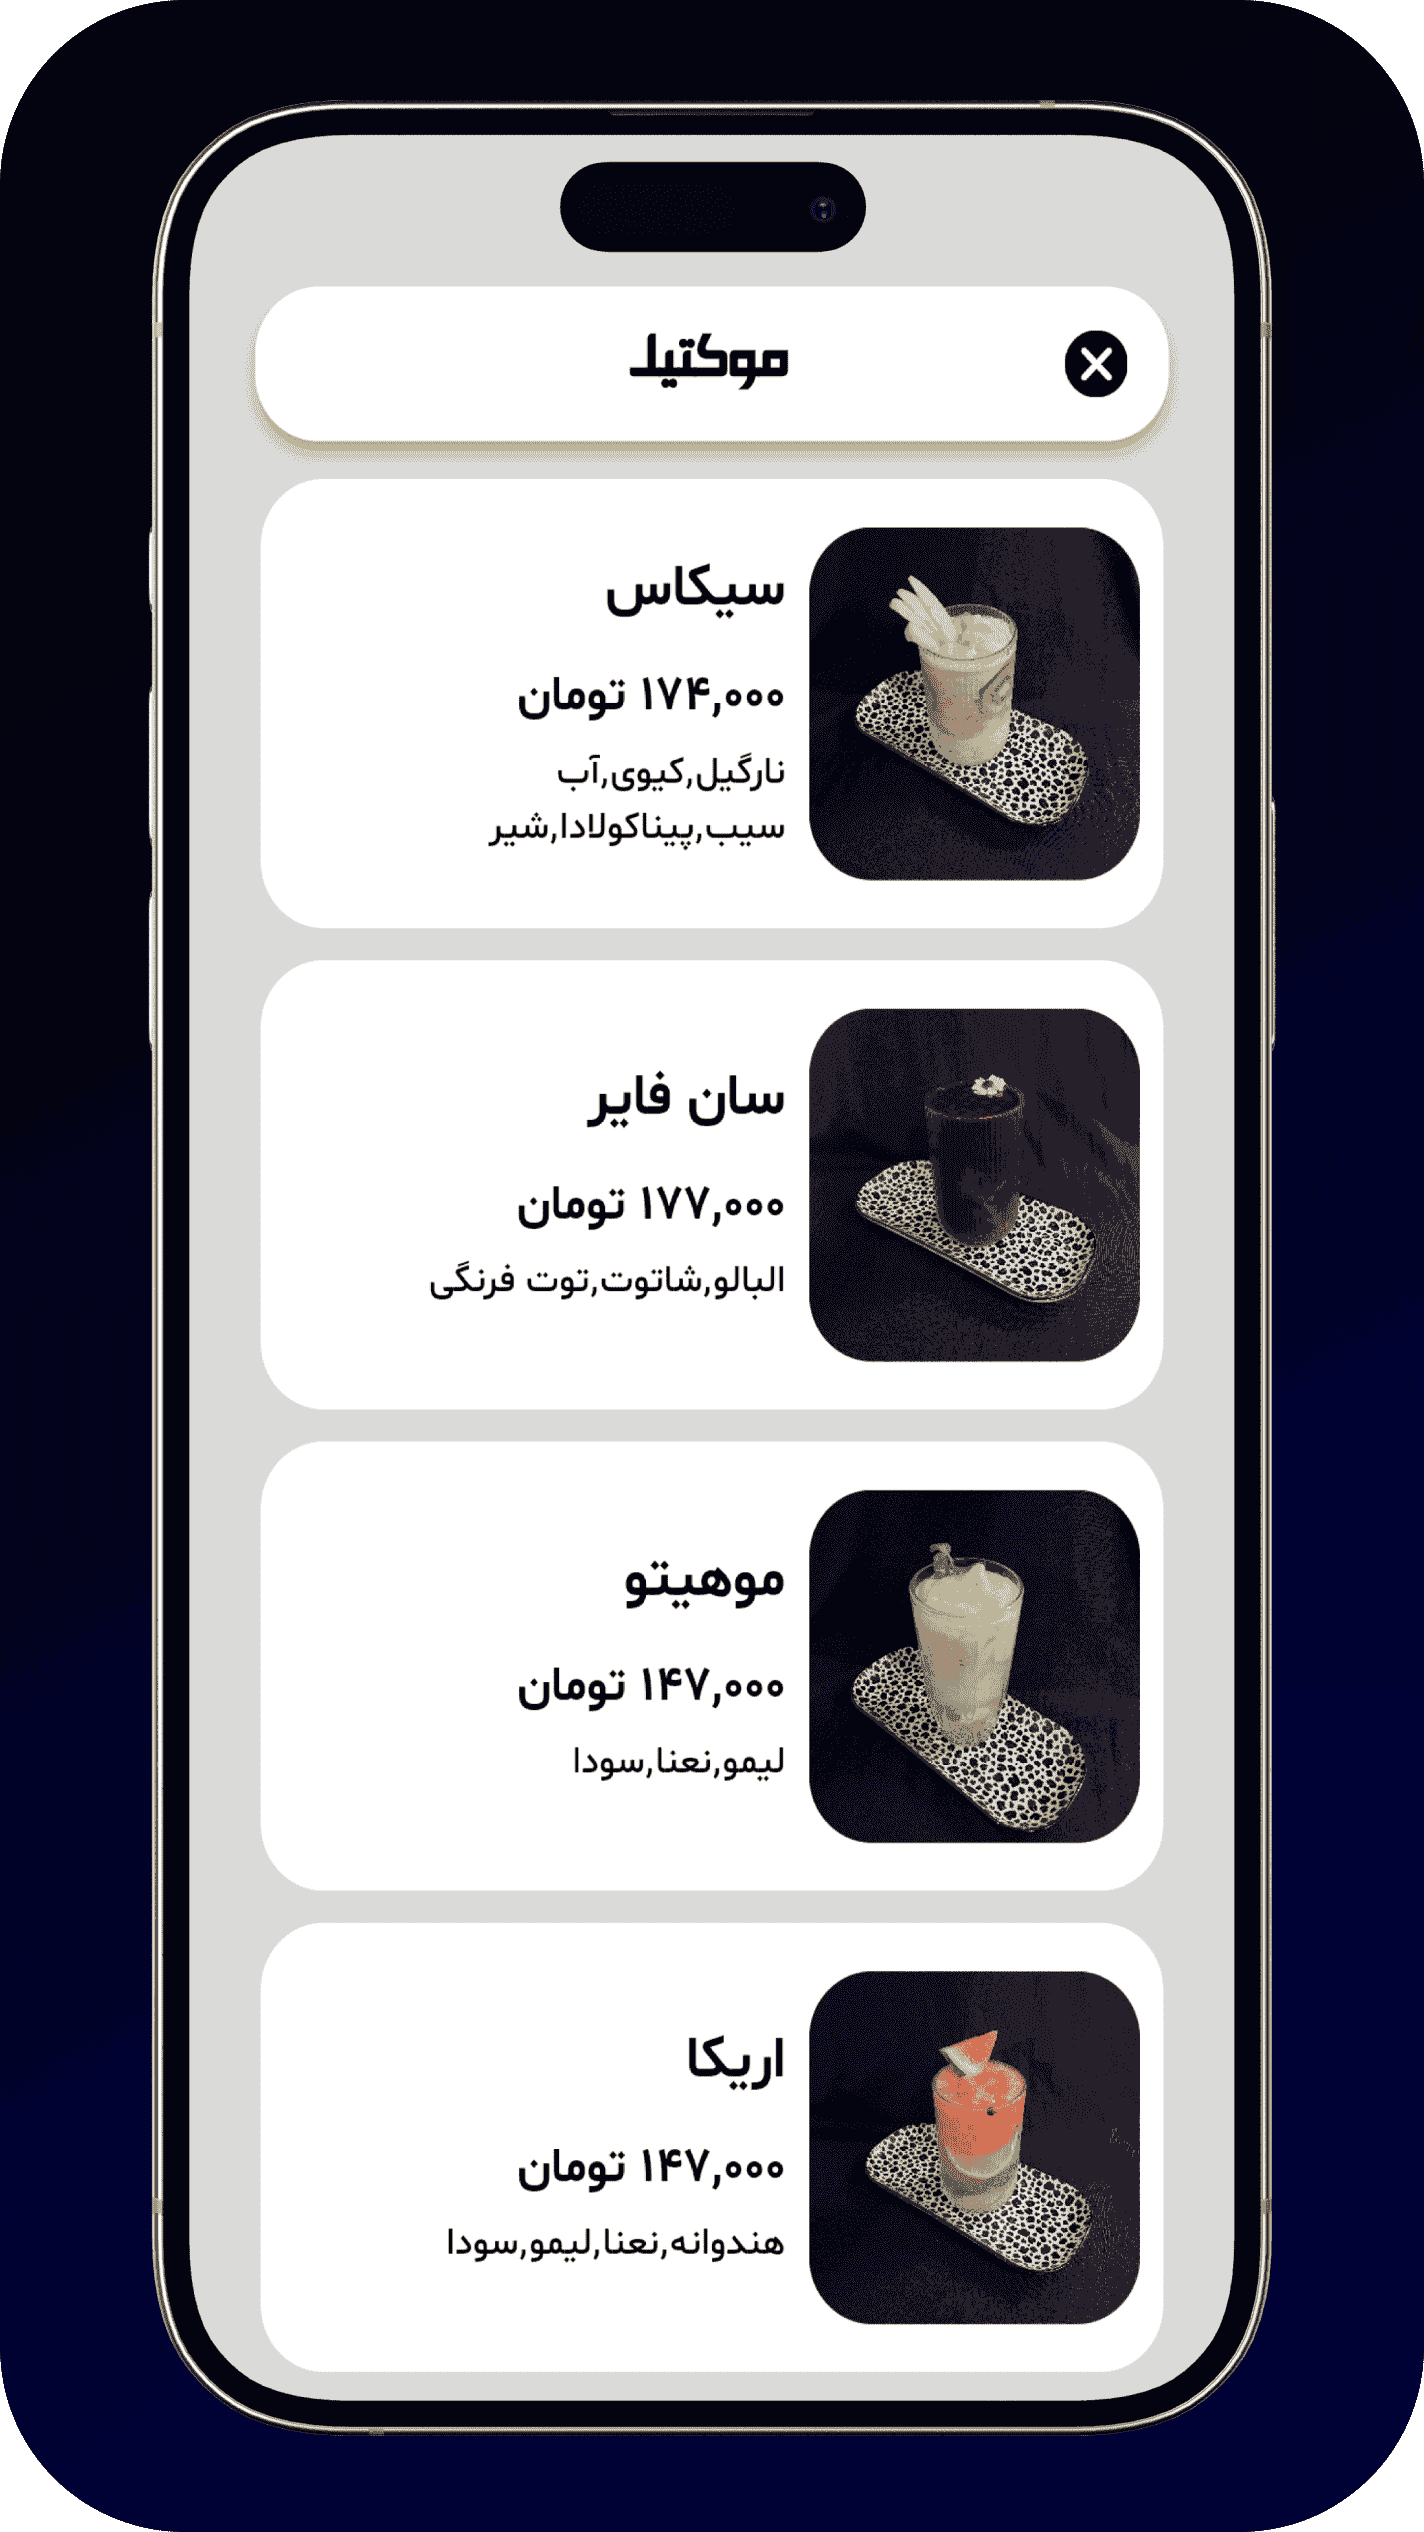 موکتیل
سیکاس
۱۷۴,۰۰۰ تومان
نارگیل,کیوی,آب
سیب,پیناکولادا,شیر
سان فایر
۱۷۷,۰۰۰ تومان
البالو,شاتوت,توت فرنگی
موهیتو
۱۴۷,۰۰۰ تومان
لیمو,نعنا,سودا
اریکا
۱۴۷,۰۰۰ تومان
هندوانه,نعنا,لیمو,سودا